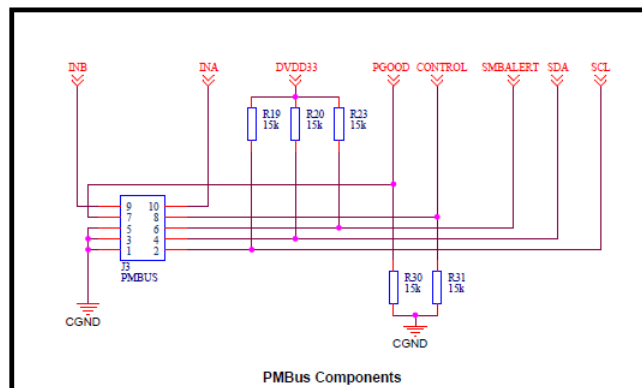 INB INA DVDD33 PGOOD CONTROL SMBALERT SDA SCL
R19 R20 R23
15k 15k 15k
9 10
7 8
5 6
3 4
1 2
J3
PMBUS
R30 R31
15k 15k
CGND
CGND
PMBus Components